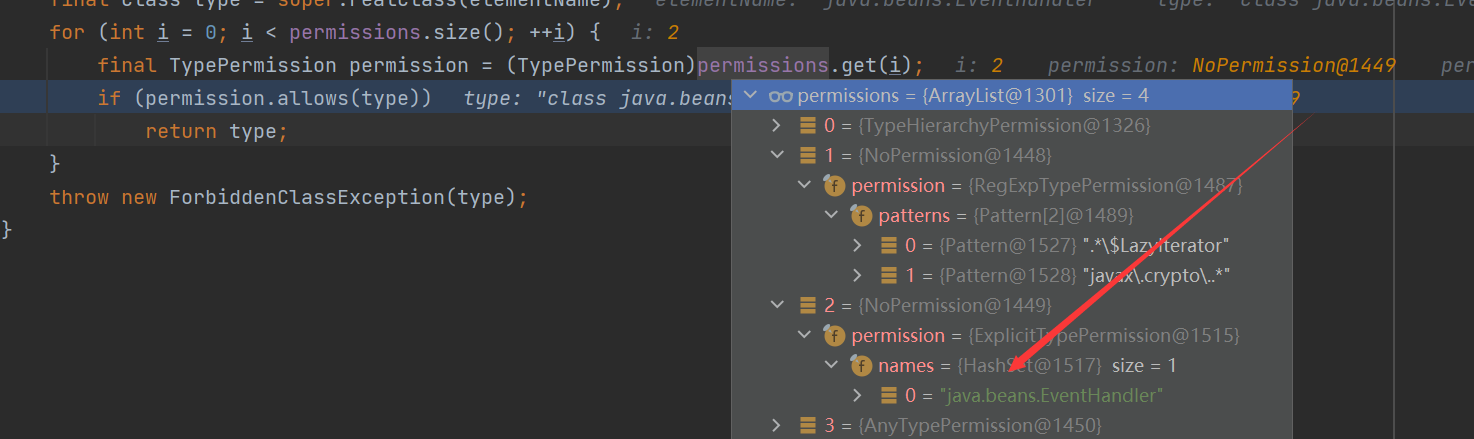 final Class type = super.realClass(elementName); elementName: "java.beans.EventHandler" type: "class java.beans.Eve
for (int i = 0; i < permissions.size(); ++i) { i: 2
final TypePermission permission = (TypePermission)permissions.get(i); i: 2 permission: NoPermission@1449 per
if (permission.allows(type)) type: "class java.beans 9
return type;
}
throw new ForbiddenClassException(type);
}
permissions = {ArrayList@1301} size = 4
0 = {TypeHierarchyPermission@1326}
1 = {NoPermission@1448}
f permission = {RegExpTypePermission@1487}
f patterns = {Pattern[2]@1489}
0 = {Pattern@1527} ".*\$LazyIterator"
1 = {Pattern@1528} "javax\.crypto\..*"
2 = {NoPermission@1449}
f permission = {ExplicitTypePermission@1515}
f names = {HashSet@1517} size = 1
0 = "java.beans.EventHandler"
3 = {AnyTypePermission@1450}